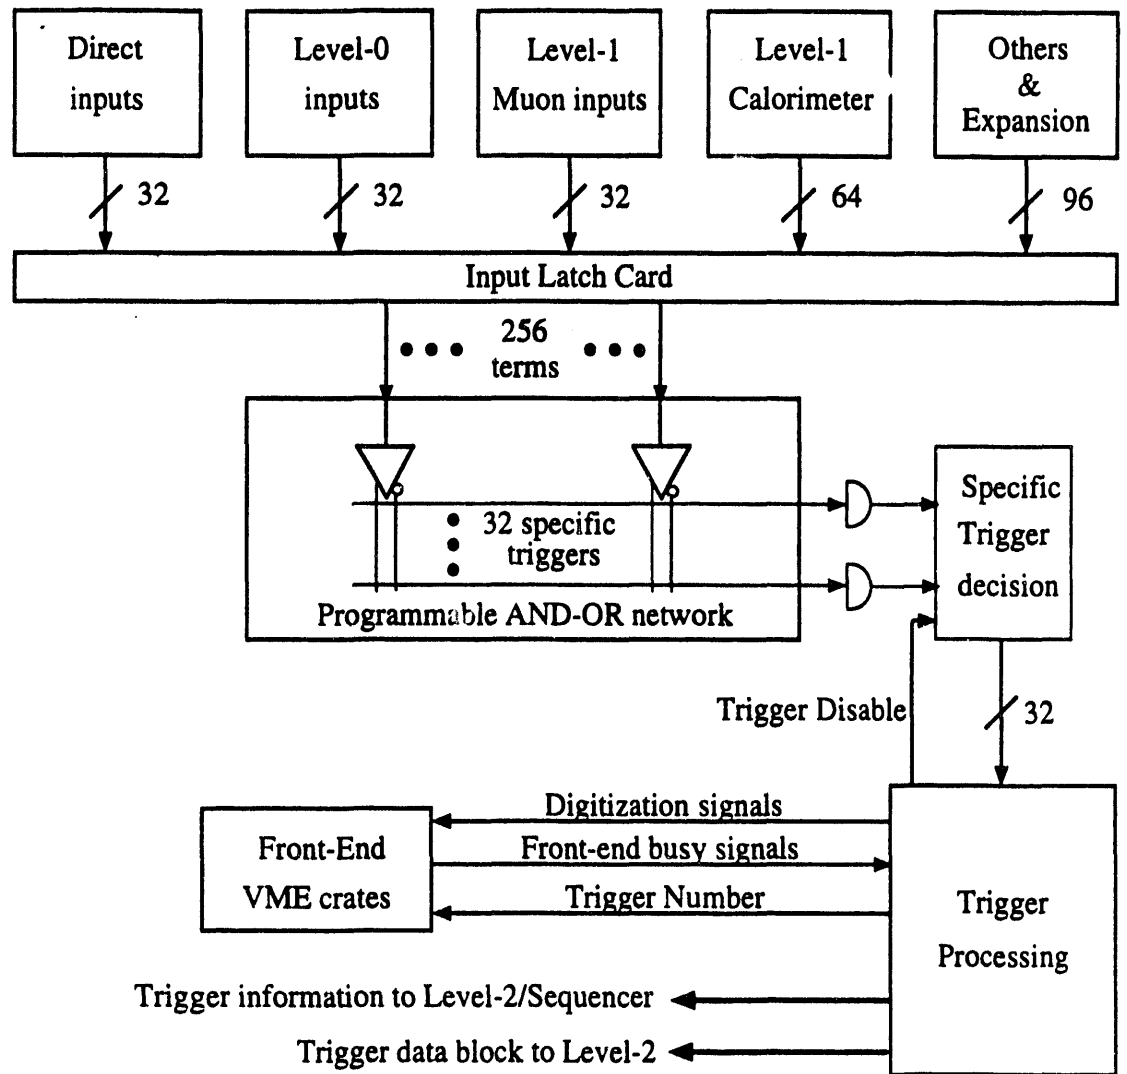 Direct
inputs
Level-0
inputs
Level-1
Muon inputs
Level-1
Calorimeter
Others
&
Expansion
32
32
32
64
96
Input Latch Card
256
terms
32 specific
triggers
Programmable AND-OR network
Specific
Trigger
decision
Trigger Disable
32
Digitization signals
Front-end busy signals
Trigger Number
Front-End
VME crates
Trigger
Processing
Trigger information to Level-2/Sequencer
Trigger data block to Level-2